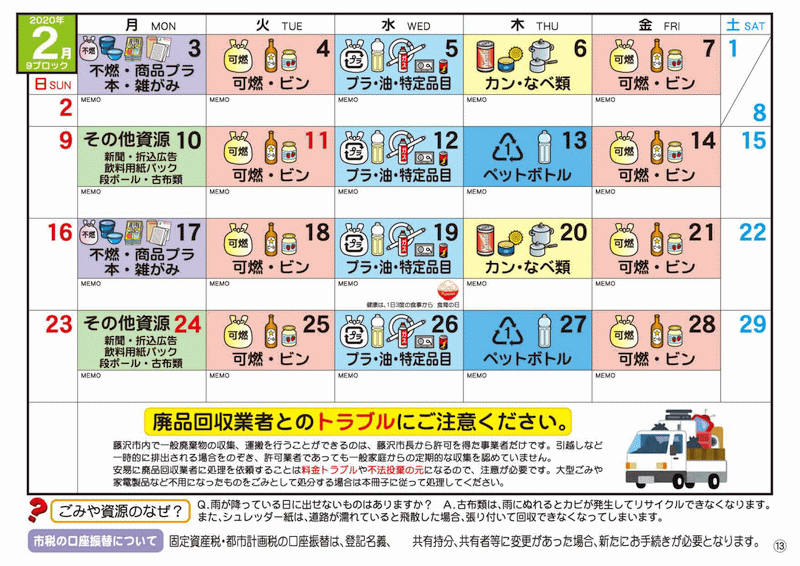 2020年
2月
9ブロック
月 MON
火 TUE
水 WED
木 THU
金 FRI
土 SAT
日 SUN
不燃
3
不燃・商品プラ
本・雑がみ
MEMO
可燃
4
可燃・ビン
MEMO
プラ
5
プラ・油・特定品目
MEMO
6
カン・なべ類
MEMO
可燃
7
可燃・ビン
MEMO
1
8
2
9
その他資源 10
新聞・折込広告
飲料用紙パック
段ボール・古布類
MEMO
可燃
11
可燃・ビン
MEMO
プラ
12
プラ・油・特定品目
MEMO
1
13
ペットボトル
MEMO
可燃
14
可燃・ビン
MEMO
15
16
不燃
17
不燃・商品プラ
本・雑がみ
MEMO
可燃
18
可燃・ビン
MEMO
プラ
19
プラ・油・特定品目
MEMO
健康は、1日3度の食事から 食育の日
20
カン・なべ類
MEMO
可燃
21
可燃・ビン
MEMO
22
23
その他資源 24
新聞・折込広告
飲料用紙パック
段ボール・古布類
MEMO
可燃
25
可燃・ビン
MEMO
プラ
26
プラ・油・特定品目
MEMO
1
27
ペットボトル
MEMO
可燃
28
可燃・ビン
MEMO
29
廃品回収業者とのトラブルにご注意ください。
藤沢市内で一般廃棄物の収集、運搬を行うことができるのは、藤沢市長から許可を得た事業者だけです。引越しなど
一時的に排出される場合をのぞき、許可業者であっても一般家庭からの定期的な収集を認めていません。
安易に廃品回収業者に処理を依頼することは料金トラブルや不法投棄の元になるので、注意が必要です。大型ごみや
家電製品など不用になったものをごみとして処分する場合は本冊子に従って処理してください。
? ごみや資源のなぜ?
Q.雨が降っている日に出せないものはありますか? A.古布類は、雨にぬれるとカビが発生してリサイクルできなくなります。
また、シュレッダー紙は、道路が濡れていると飛散した場合、張り付いて回収できなくなってしまいます。
市税の口座振替について
固定資産税・都市計画税の口座振替は、登記名義、 共有持分、共有者等に変更があった場合、新たにお手続きが必要となります。
⑬